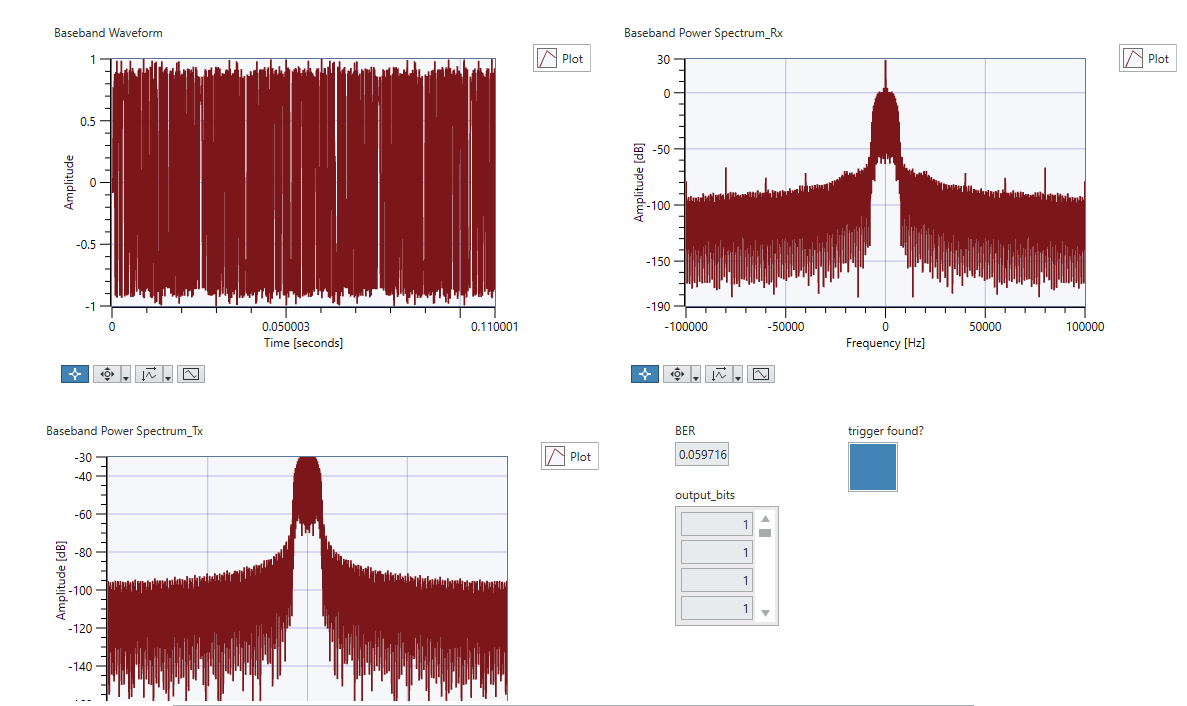 Baseband Waveform
Plot
1
0.5
0
-0.5
-1
Amplitude
0
0.050003
0.110001
Time [seconds]
Baseband Power Spectrum_Rx
Plot
30
0
-50
-100
-150
-190
Amplitude [dB]
-100000
-50000
0
50000
100000
Frequency [Hz]
Baseband Power Spectrum_Tx
Plot
-30
-40
-60
-80
-100
-120
-140
Amplitude [dB]
BER
0.059716
trigger found?
output_bits
1
1
1
1